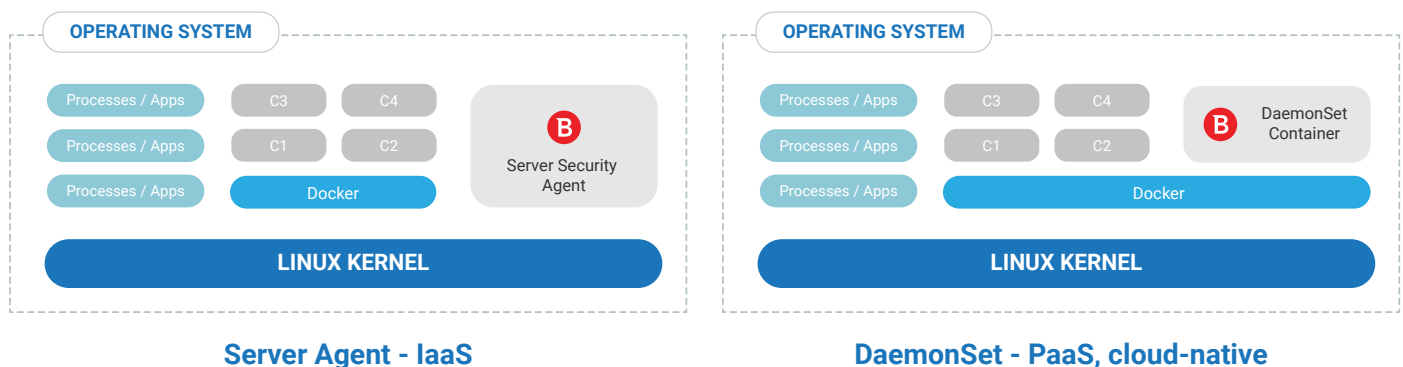 OPERATING SYSTEM
Processes / Apps
C3
C4
Processes / Apps
C1
C2
Processes / Apps
Docker
B
Server Security
Agent
LINUX KERNEL
Server Agent - IaaS
OPERATING SYSTEM
Processes / Apps
C3
C4
Processes / Apps
C1
C2
Processes / Apps
Docker
B
DaemonSet
Container
LINUX KERNEL
DaemonSet - PaaS, cloud-native